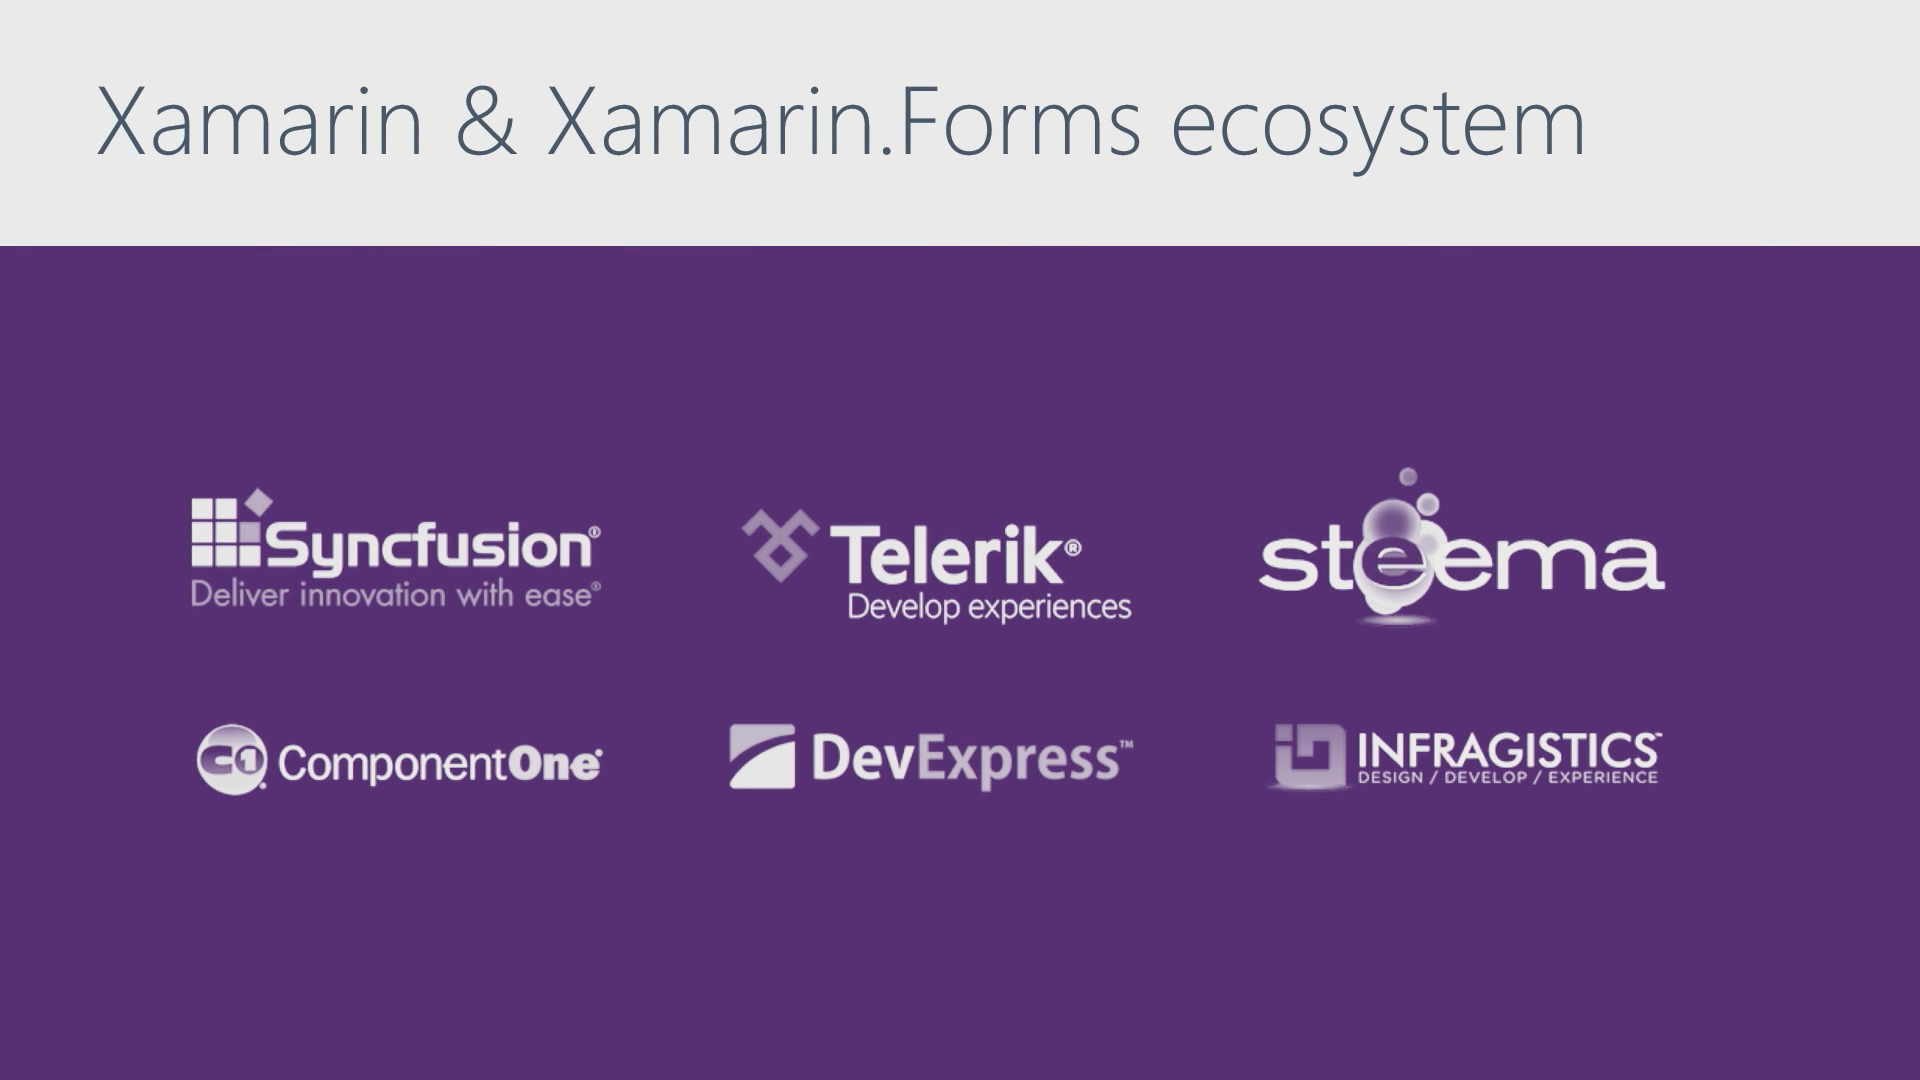 Xamarin & Xamarin.Forms ecosystem
Syncfusion®
Deliver innovation with ease®
Telerik®
Develop experiences
steema
C1 ComponentOne®
DevExpress™
INFRAGISTICS™
DESIGN / DEVELOP / EXPERIENCE